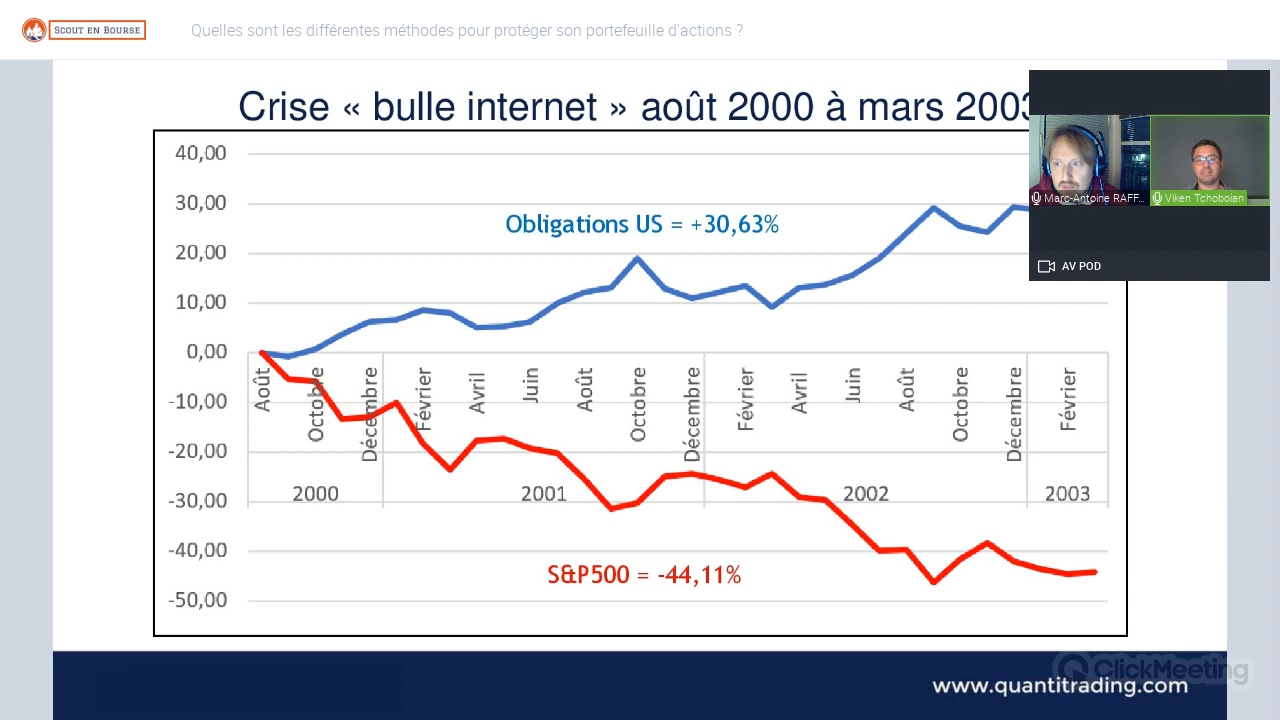 SCOUT EN BOURSE
Quelles sont les différentes méthodes pour protéger son portefeuille d'actions ?
Crise « bulle internet » août 2000 à mars 2003
40,00
30,00
20,00
10,00
0,00
-10,00
-20,00
-30,00
-40,00
-50,00
Obligations US = +30,63%
Août
Octobre
Décembre
Février
Avril
Juin
Août
Octobre
Décembre
Février
Avril
Juin
Août
Octobre
Décembre
Février
2000
2001
2002
2003
S&P500 = -44,11%
Marc-Antoine RAFF...
Viken Tchoboian
AV POD
ClickMeeting
www.quantitrading.com